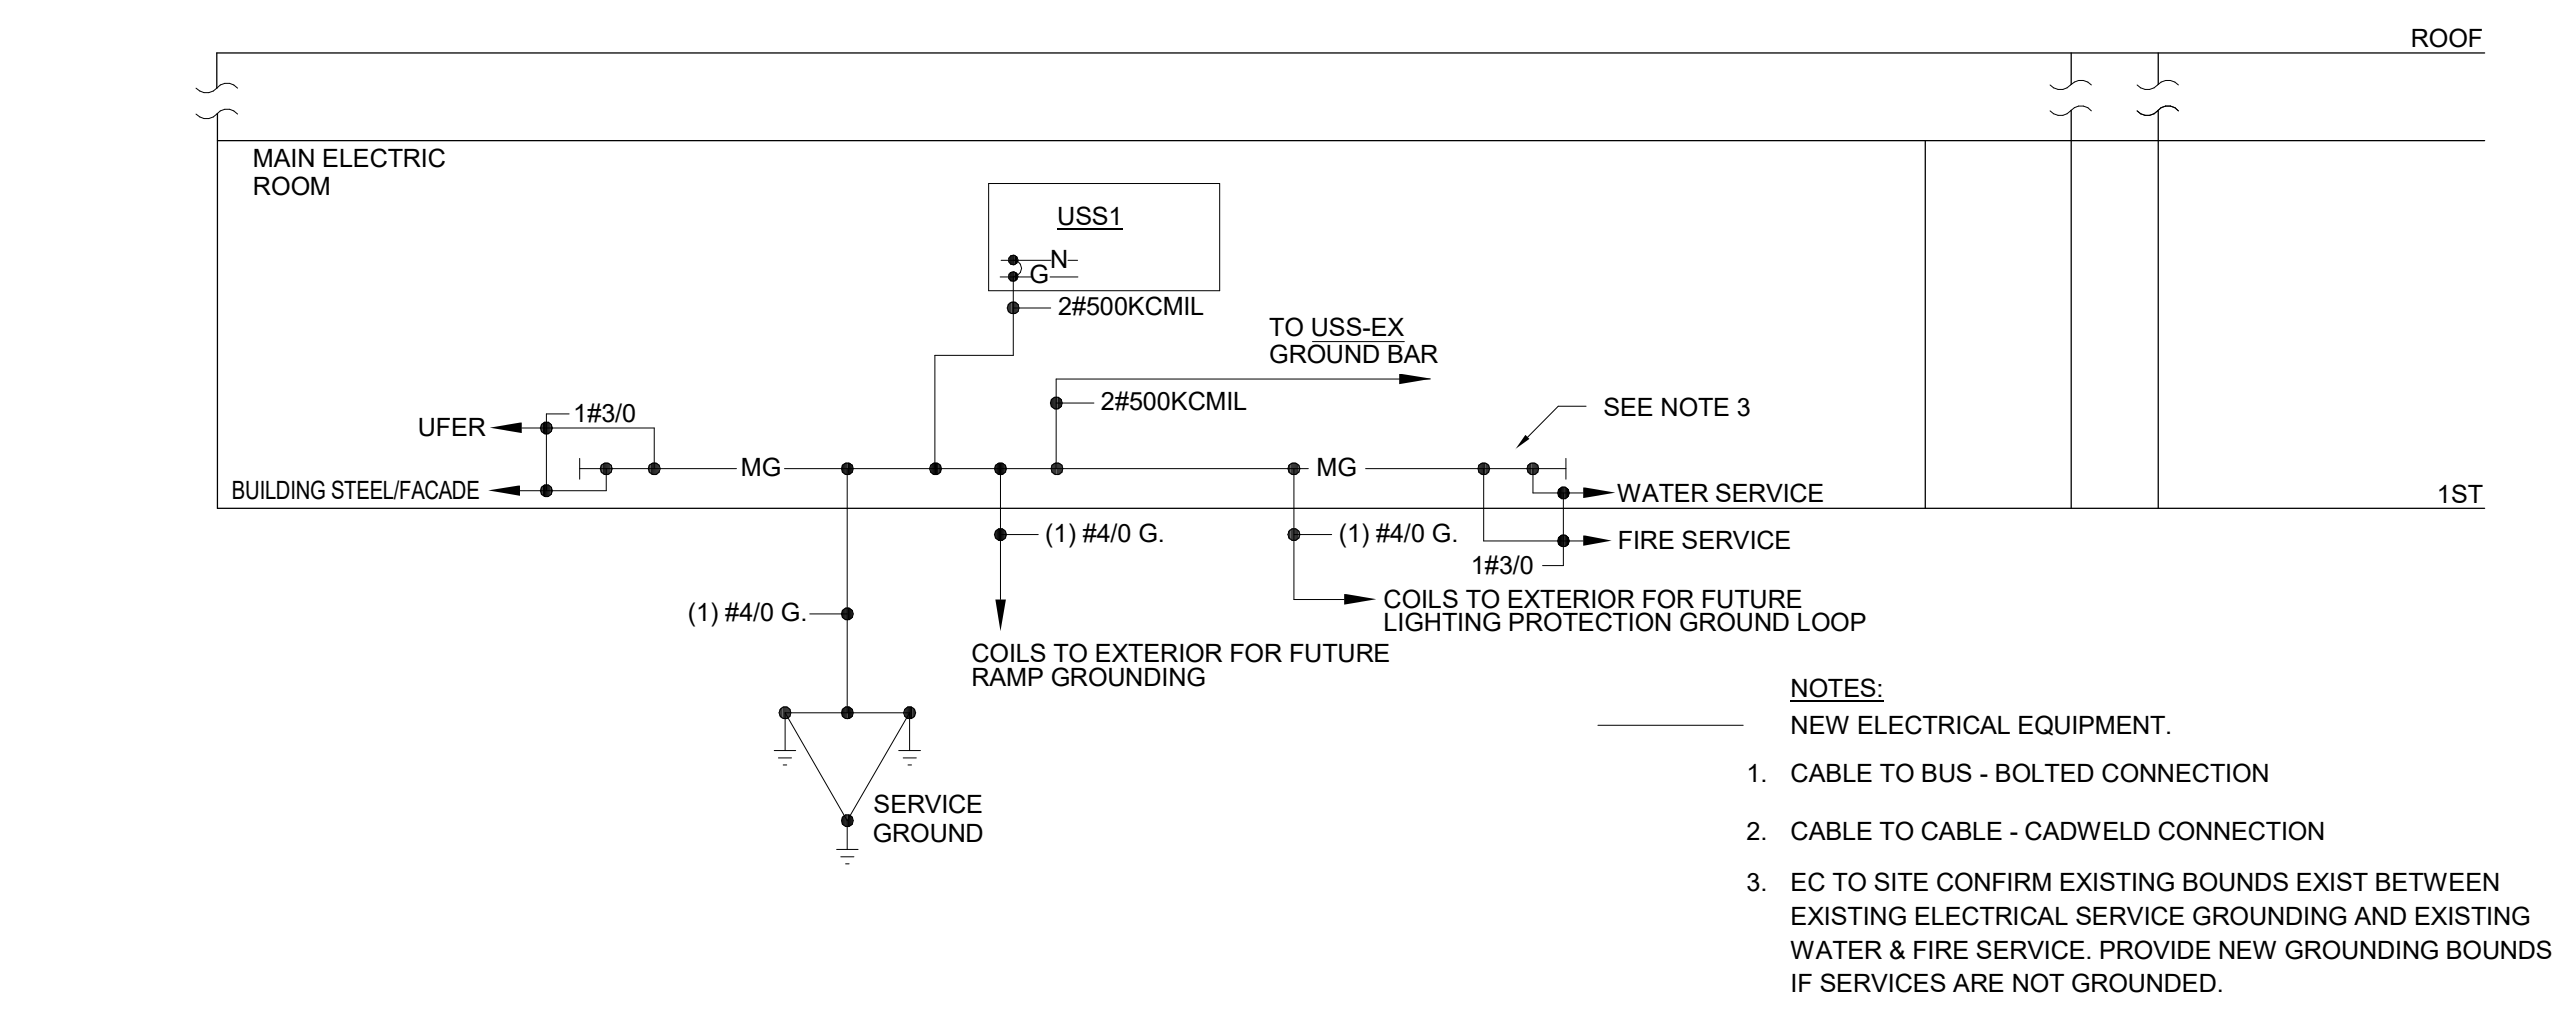 ROOF
MAIN ELECTRIC
ROOM
USS1
N
G
2#500KCMIL
TO USS-EX
GROUND BAR
2#500KCMIL
SEE NOTE 3
1#3/0
UFER
MG
MG
BUILDING STEEL/FACADE
WATER SERVICE
1ST
(1) #4/0 G.
(1) #4/0 G.
FIRE SERVICE
1#3/0
COILS TO EXTERIOR FOR FUTURE
LIGHTING PROTECTION GROUND LOOP
(1) #4/0 G.
COILS TO EXTERIOR FOR FUTURE
RAMP GROUNDING
SERVICE
GROUND
NOTES:
NEW ELECTRICAL EQUIPMENT.
1. CABLE TO BUS - BOLTED CONNECTION
2. CABLE TO CABLE - CADWELD CONNECTION
3. EC TO SITE CONFIRM EXISTING BOUNDS EXIST BETWEEN
EXISTING ELECTRICAL SERVICE GROUNDING AND EXISTING
WATER & FIRE SERVICE. PROVIDE NEW GROUNDING BOUNDS
IF SERVICES ARE NOT GROUNDED.